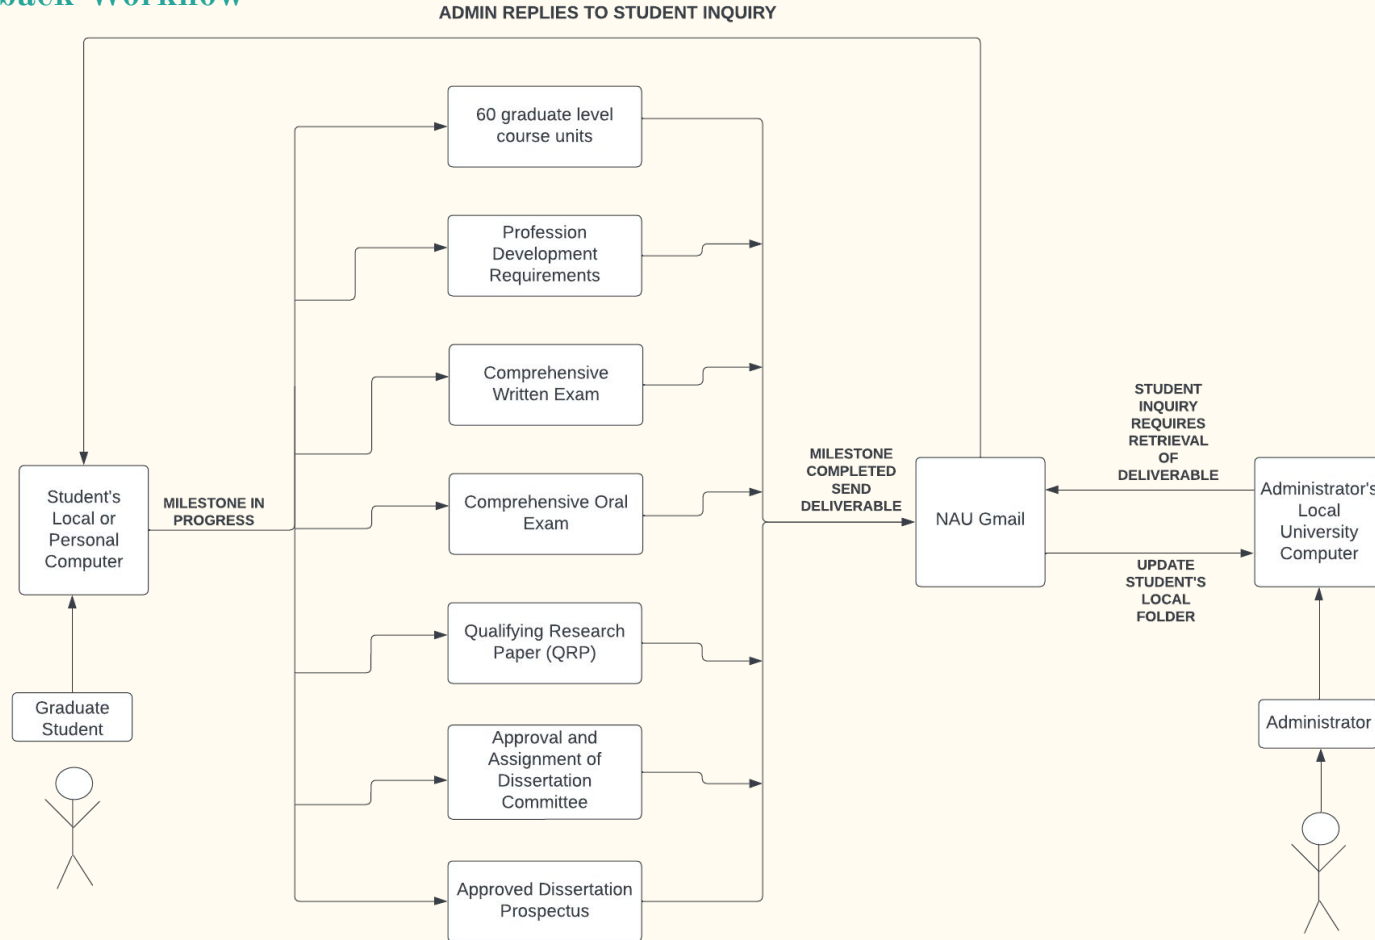 back Workflow
ADMIN REPLIES TO STUDENT INQUIRY
60 graduate level
course units
Profession
Development
Requirements
Comprehensive
Written Exam
Comprehensive Oral
Exam
Qualifying Research
Paper (QRP)
Approval and
Assignment of
Dissertation
Committee
Approved Dissertation
Prospectus
Student's
Local or
Personal
Computer
MILESTONE IN
PROGRESS
Graduate
Student
MILESTONE
COMPLETED
SEND
DELIVERABLE
NAU Gmail
STUDENT
INQUIRY
REQUIRES
RETRIEVAL
OF
DELIVERABLE
UPDATE
STUDENT'S
LOCAL
FOLDER
Administrator's
Local
University
Computer
Administrator